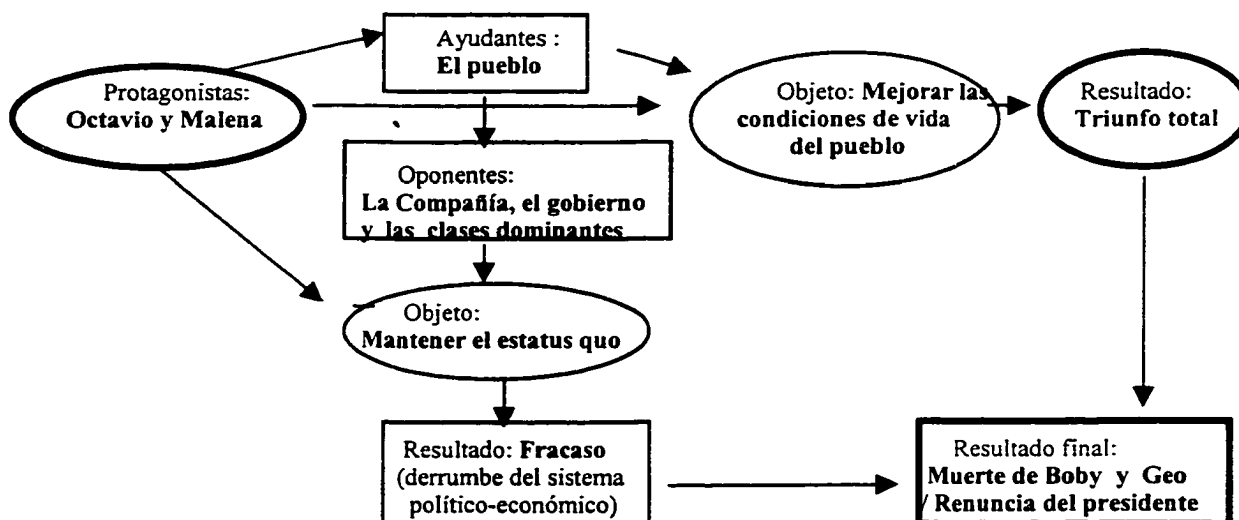 Ayudantes :
El pueblo
Protagonistas:
Octavio y Malena
Objeto: Mejorar las
condiciones de vida
del pueblo
Resultado:
Triunfo total
Oponentes:
La Compañía, el gobierno
y las clases dominantes
Objeto:
Mantener el estatus quo
Resultado: Fracaso
(derrumbe del sistema
político-económico)
Resultado final:
Muerte de Boby y Geo
/ Renuncia del presidente